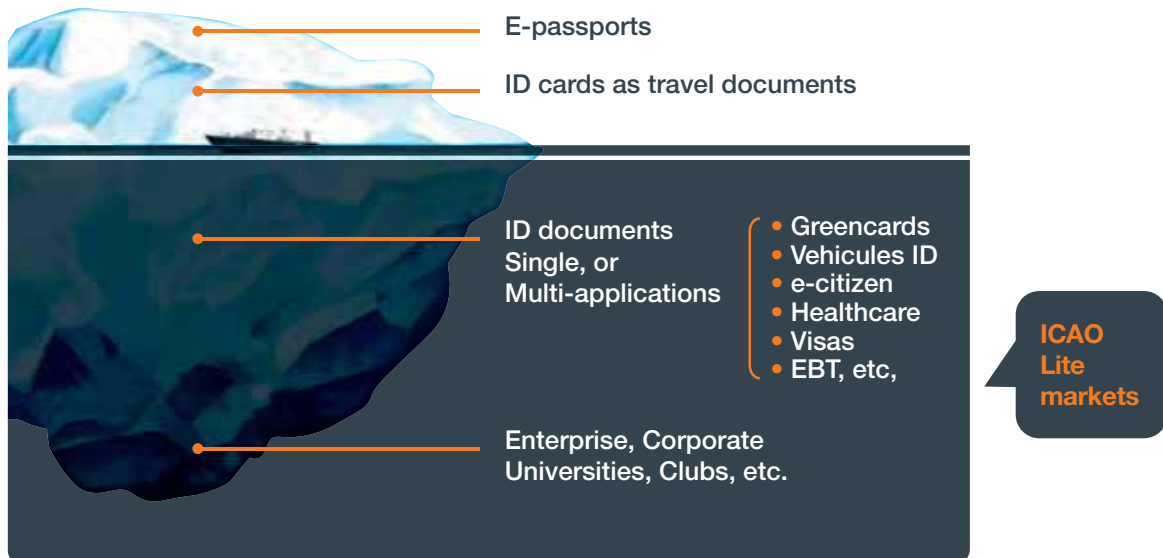 E-passports
ID cards as travel documents
ID documents
Single, or
Multi-applications
• Greencards
• Vehicules ID
• e-citizen
• Healthcare
• Visas
• EBT, etc,
ICAO
Lite
markets
Enterprise, Corporate
Universities, Clubs, etc.